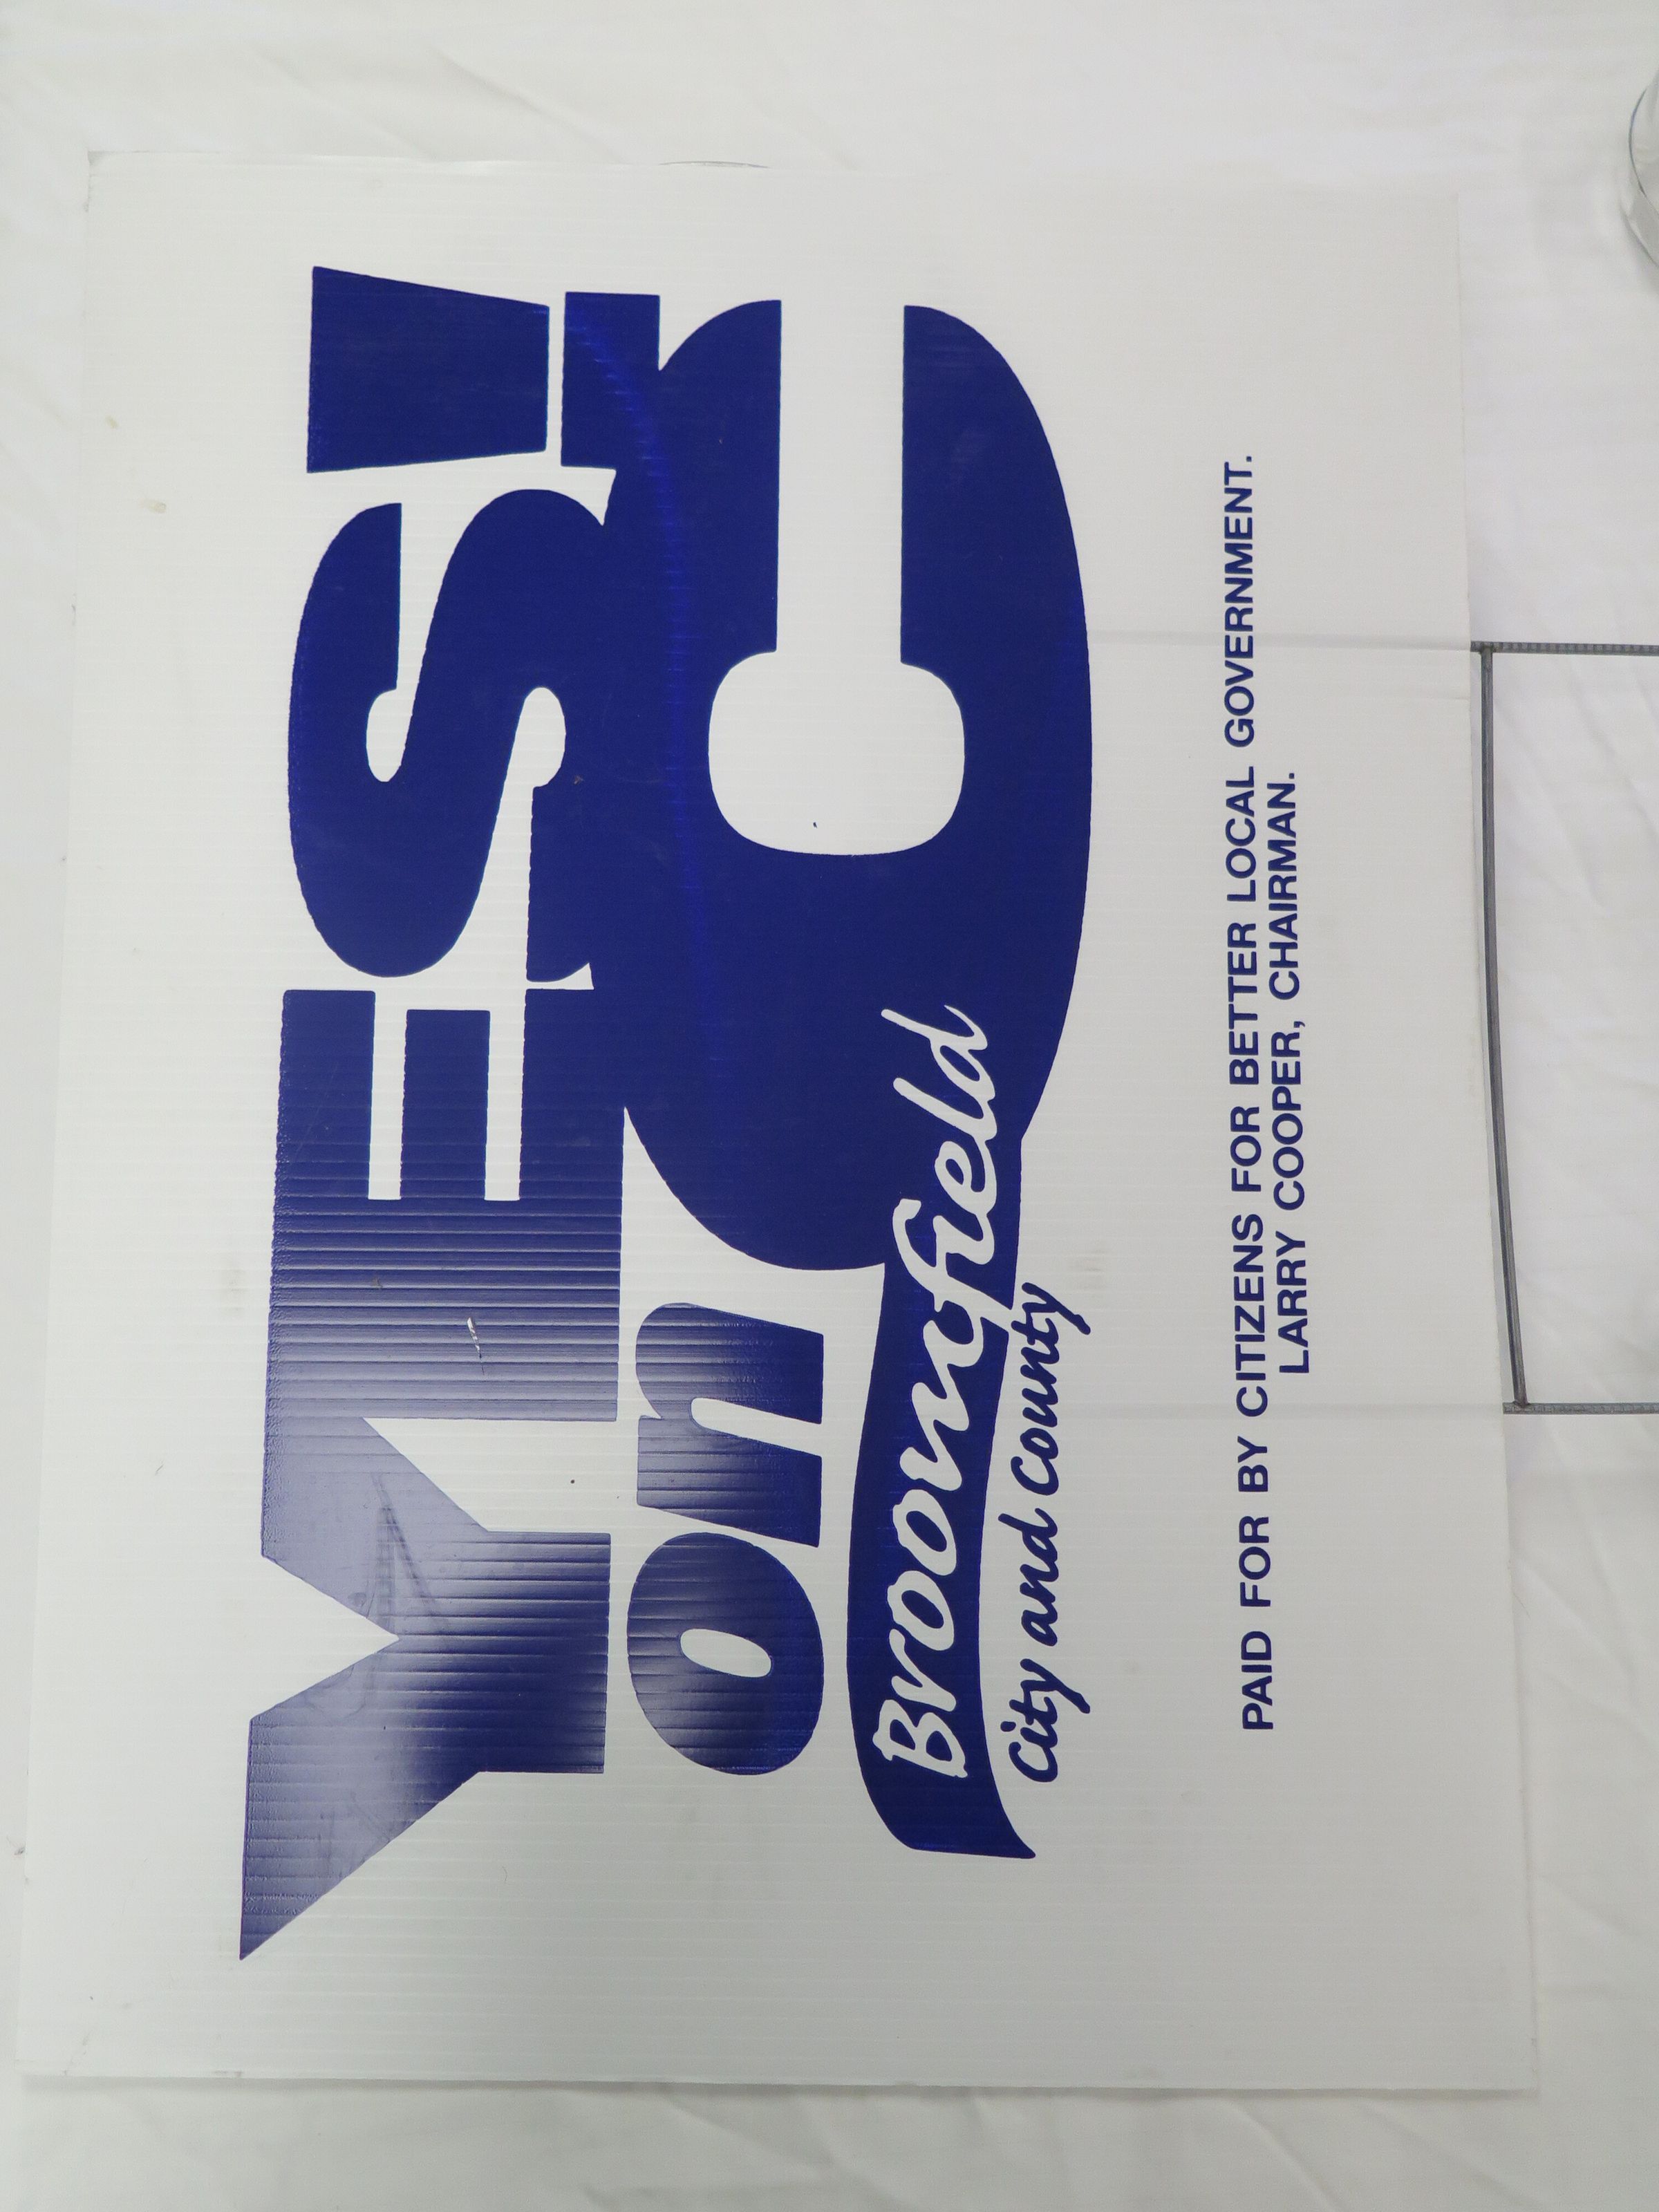 YES!
on C
Broomfield
City and County
PAID FOR BY CITIZENS FOR BETTER LOCAL GOVERNMENT.
LARRY COOPER, CHAIRMAN.